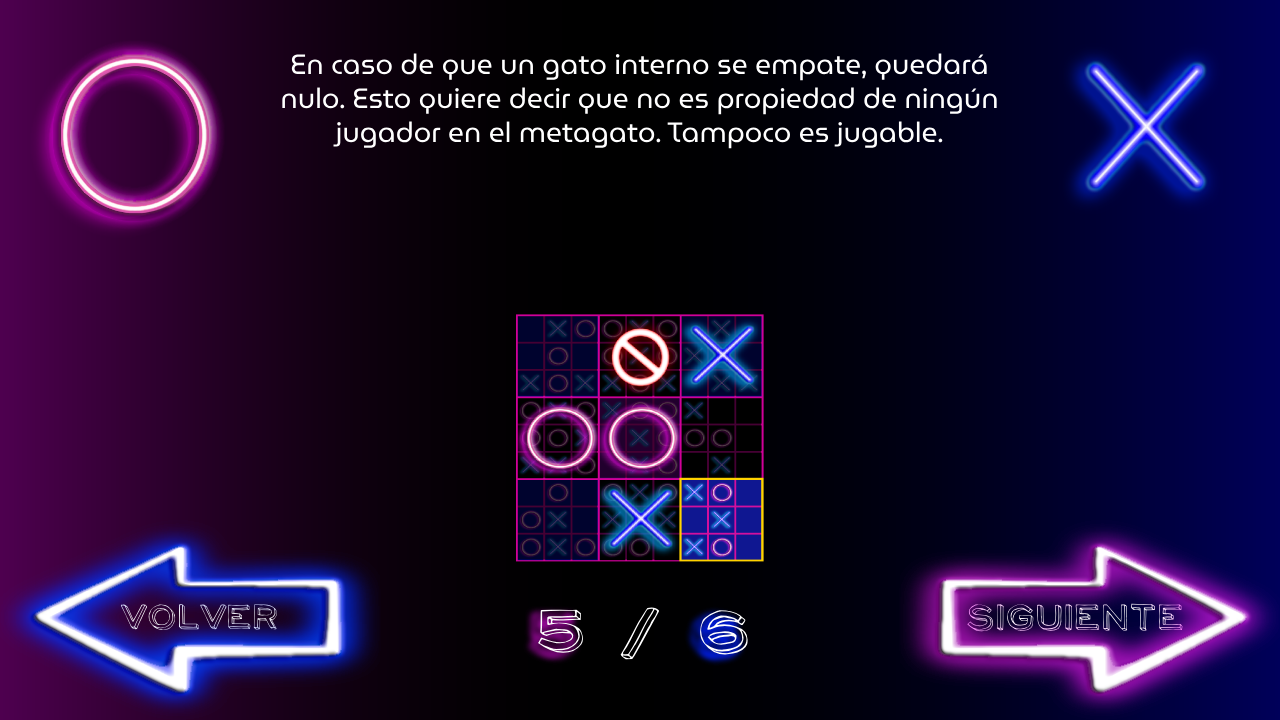 En caso de que un gato interno se empate, quedará
nulo. Esto quiere decir que no es propiedad de ningún
jugador en el metagato. Tampoco es jugable.
VOLVER
5 / 6
SIGUIENTE